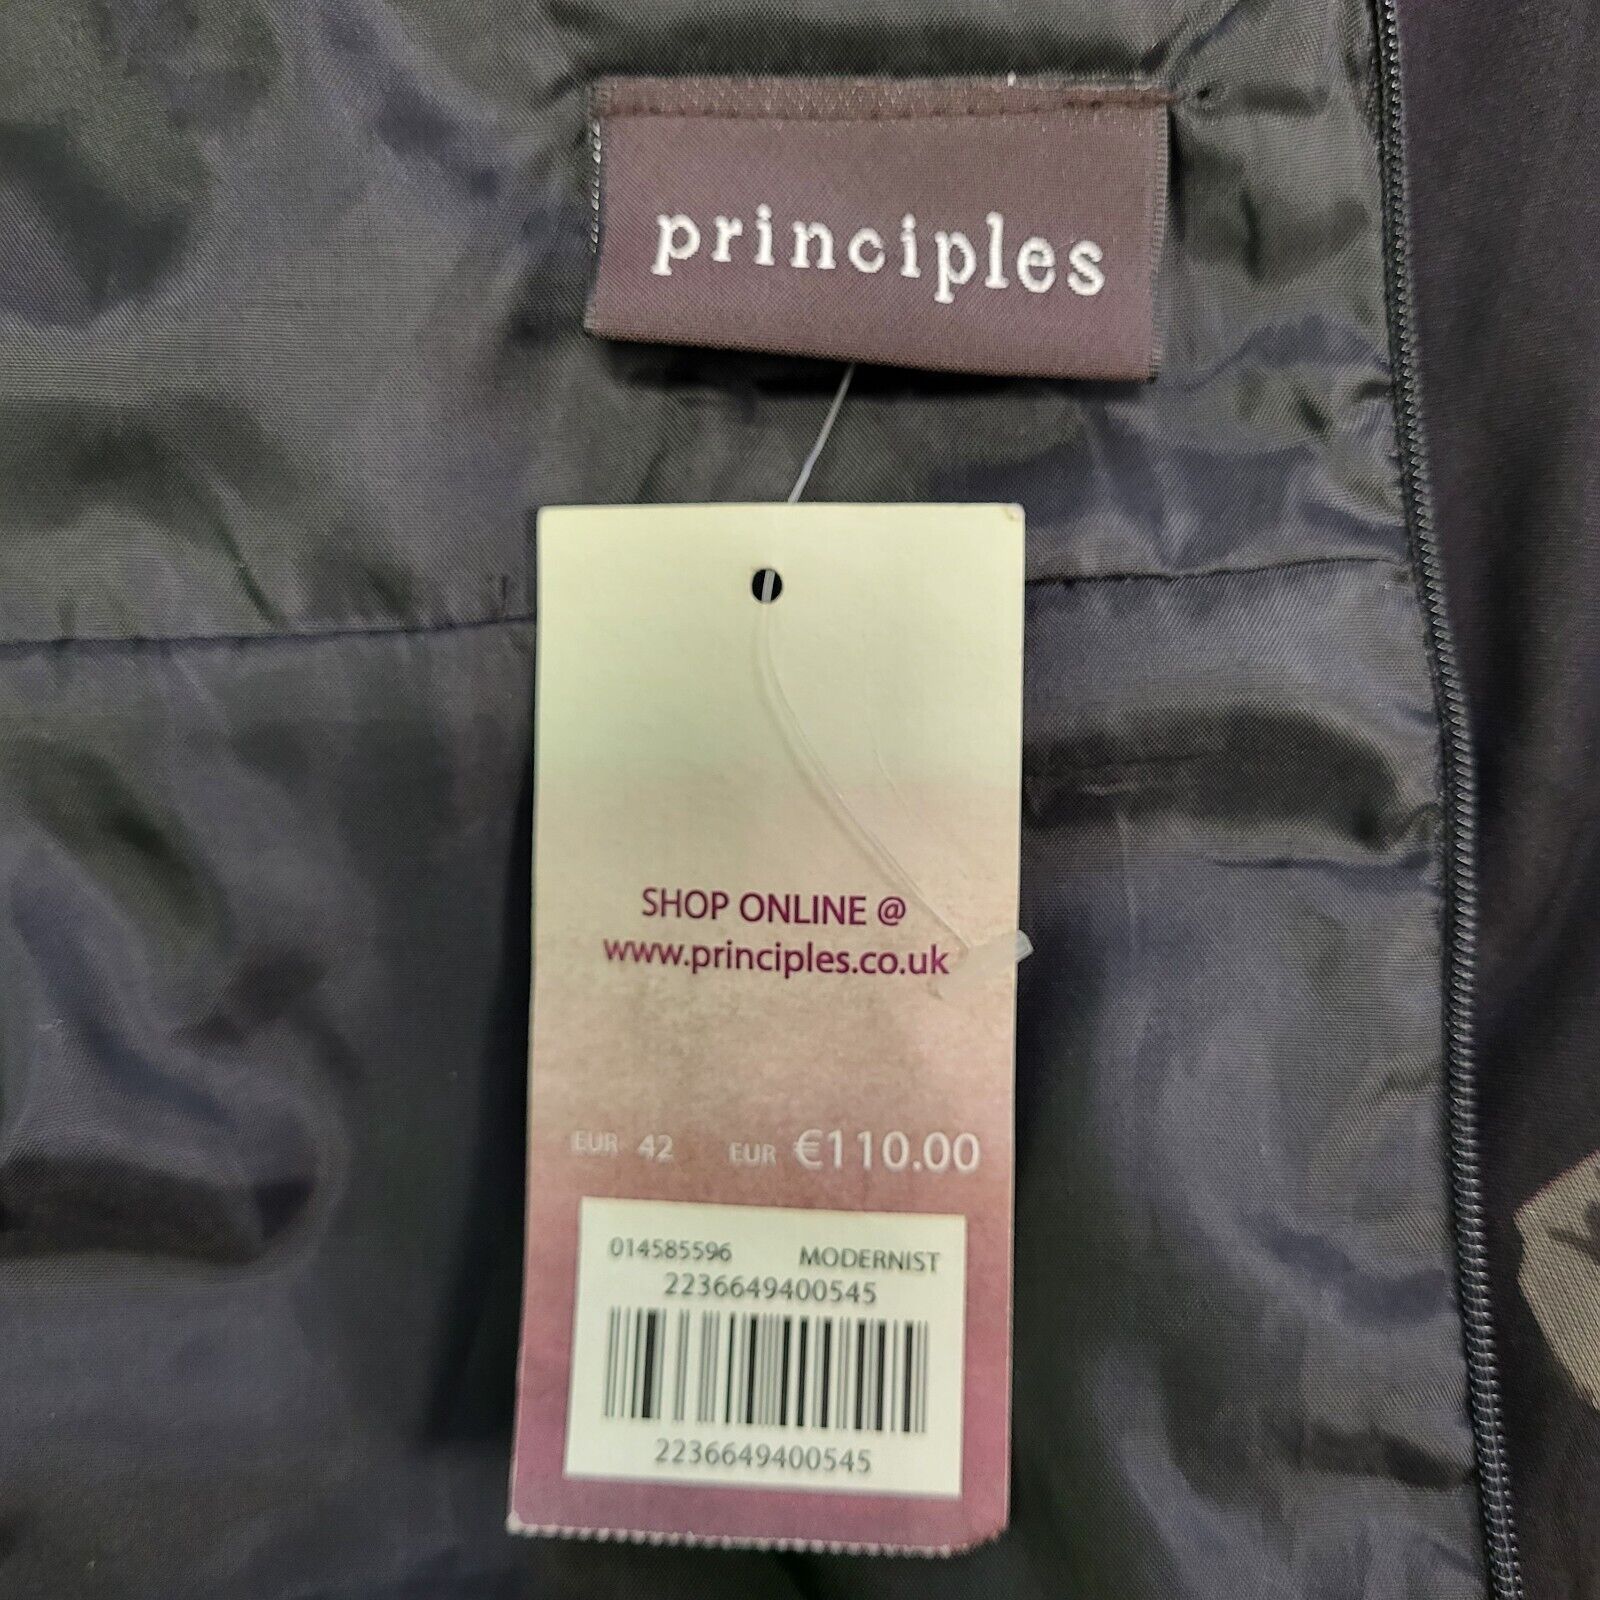 principles
SHOP ONLINE @
www.principles.co.uk
EUR 42 EUR €110.00
014585596 MODERNIST
2236649400545
2236649400545